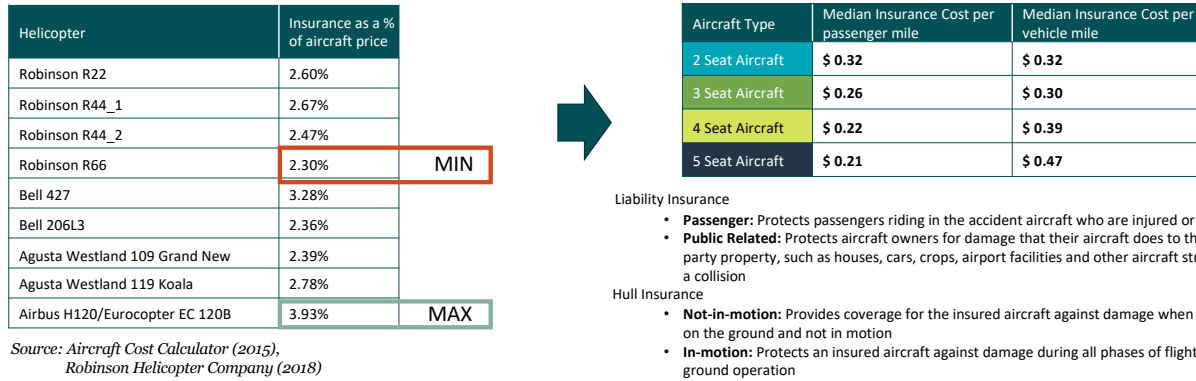 Helicopter
Insurance as a %
of aircraft price
Robinson R22 2.60%
Robinson R44_1 2.67%
Robinson R44_2 2.47%
Robinson R66 2.30% MIN
Bell 427 3.28%
Bell 206L3 2.36%
Agusta Westland 109 Grand New 2.39%
Agusta Westland 119 Koala 2.78%
Airbus H120/Eurocopter EC 120B 3.93% MAX
Source: Aircraft Cost Calculator (2015),
Robinson Helicopter Company (2018)
Aircraft Type
Median Insurance Cost per
passenger mile
Median Insurance Cost per
vehicle mile
2 Seat Aircraft $ 0.32 $ 0.32
3 Seat Aircraft $ 0.26 $ 0.30
4 Seat Aircraft $ 0.22 $ 0.39
5 Seat Aircraft $ 0.21 $ 0.47
Liability Insurance
• Passenger: Protects passengers riding in the accident aircraft who are injured or
• Public Related: Protects aircraft owners for damage that their aircraft does to
party property, such as houses, cars, crops, airport facilities and other aircraft
a collision
Hull Insurance
• Not-in-motion: Provides coverage for the insured aircraft against damage when
on the ground and not in motion
• In-motion: Protects an insured aircraft against damage during all phases of flight
ground operation